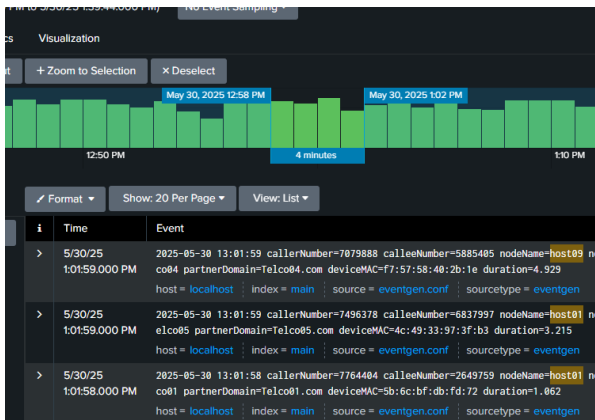 PM to 5/30/25 1:59:44.000 PM) No Event Sampling
cs Visualization
+ Zoom to Selection × Deselect
May 30, 2025 12:58 PM May 30, 2025 1:02 PM
12:50 PM 4 minutes 1:10 PM
Format Show: 20 Per Page View: List
i Time Event
5/30/25 2025-05-30 13:01:59 callerNumber=7079888 calleeNumber=5885405 nodeName=host09 n
1:01:59.000 PM co04 partnerDomain=Telco04.com deviceMAC=f7:57:58:40:2b:1e duration=4.929
host = localhost index = main source = eventgen.conf sourcetype = eventgen
5/30/25 2025-05-30 13:01:59 callerNumber=7496378 calleeNumber=6837997 nodeName=host01 n
1:01:59.000 PM elco05 partnerDomain=Telco05.com deviceMAC=4c:49:33:97:3f:b3 duration=3.215
host = localhost index = main source = eventgen.conf sourcetype = eventgen
5/30/25 2025-05-30 13:01:58 callerNumber=7764404 calleeNumber=2649759 nodeName=host01 n
1:01:58.000 PM co01 partnerDomain=Telco01.com deviceMAC=5b:6c:bf:db:fd:72 duration=1.062
host = localhost index = main source = eventgen.conf sourcetype = eventgen